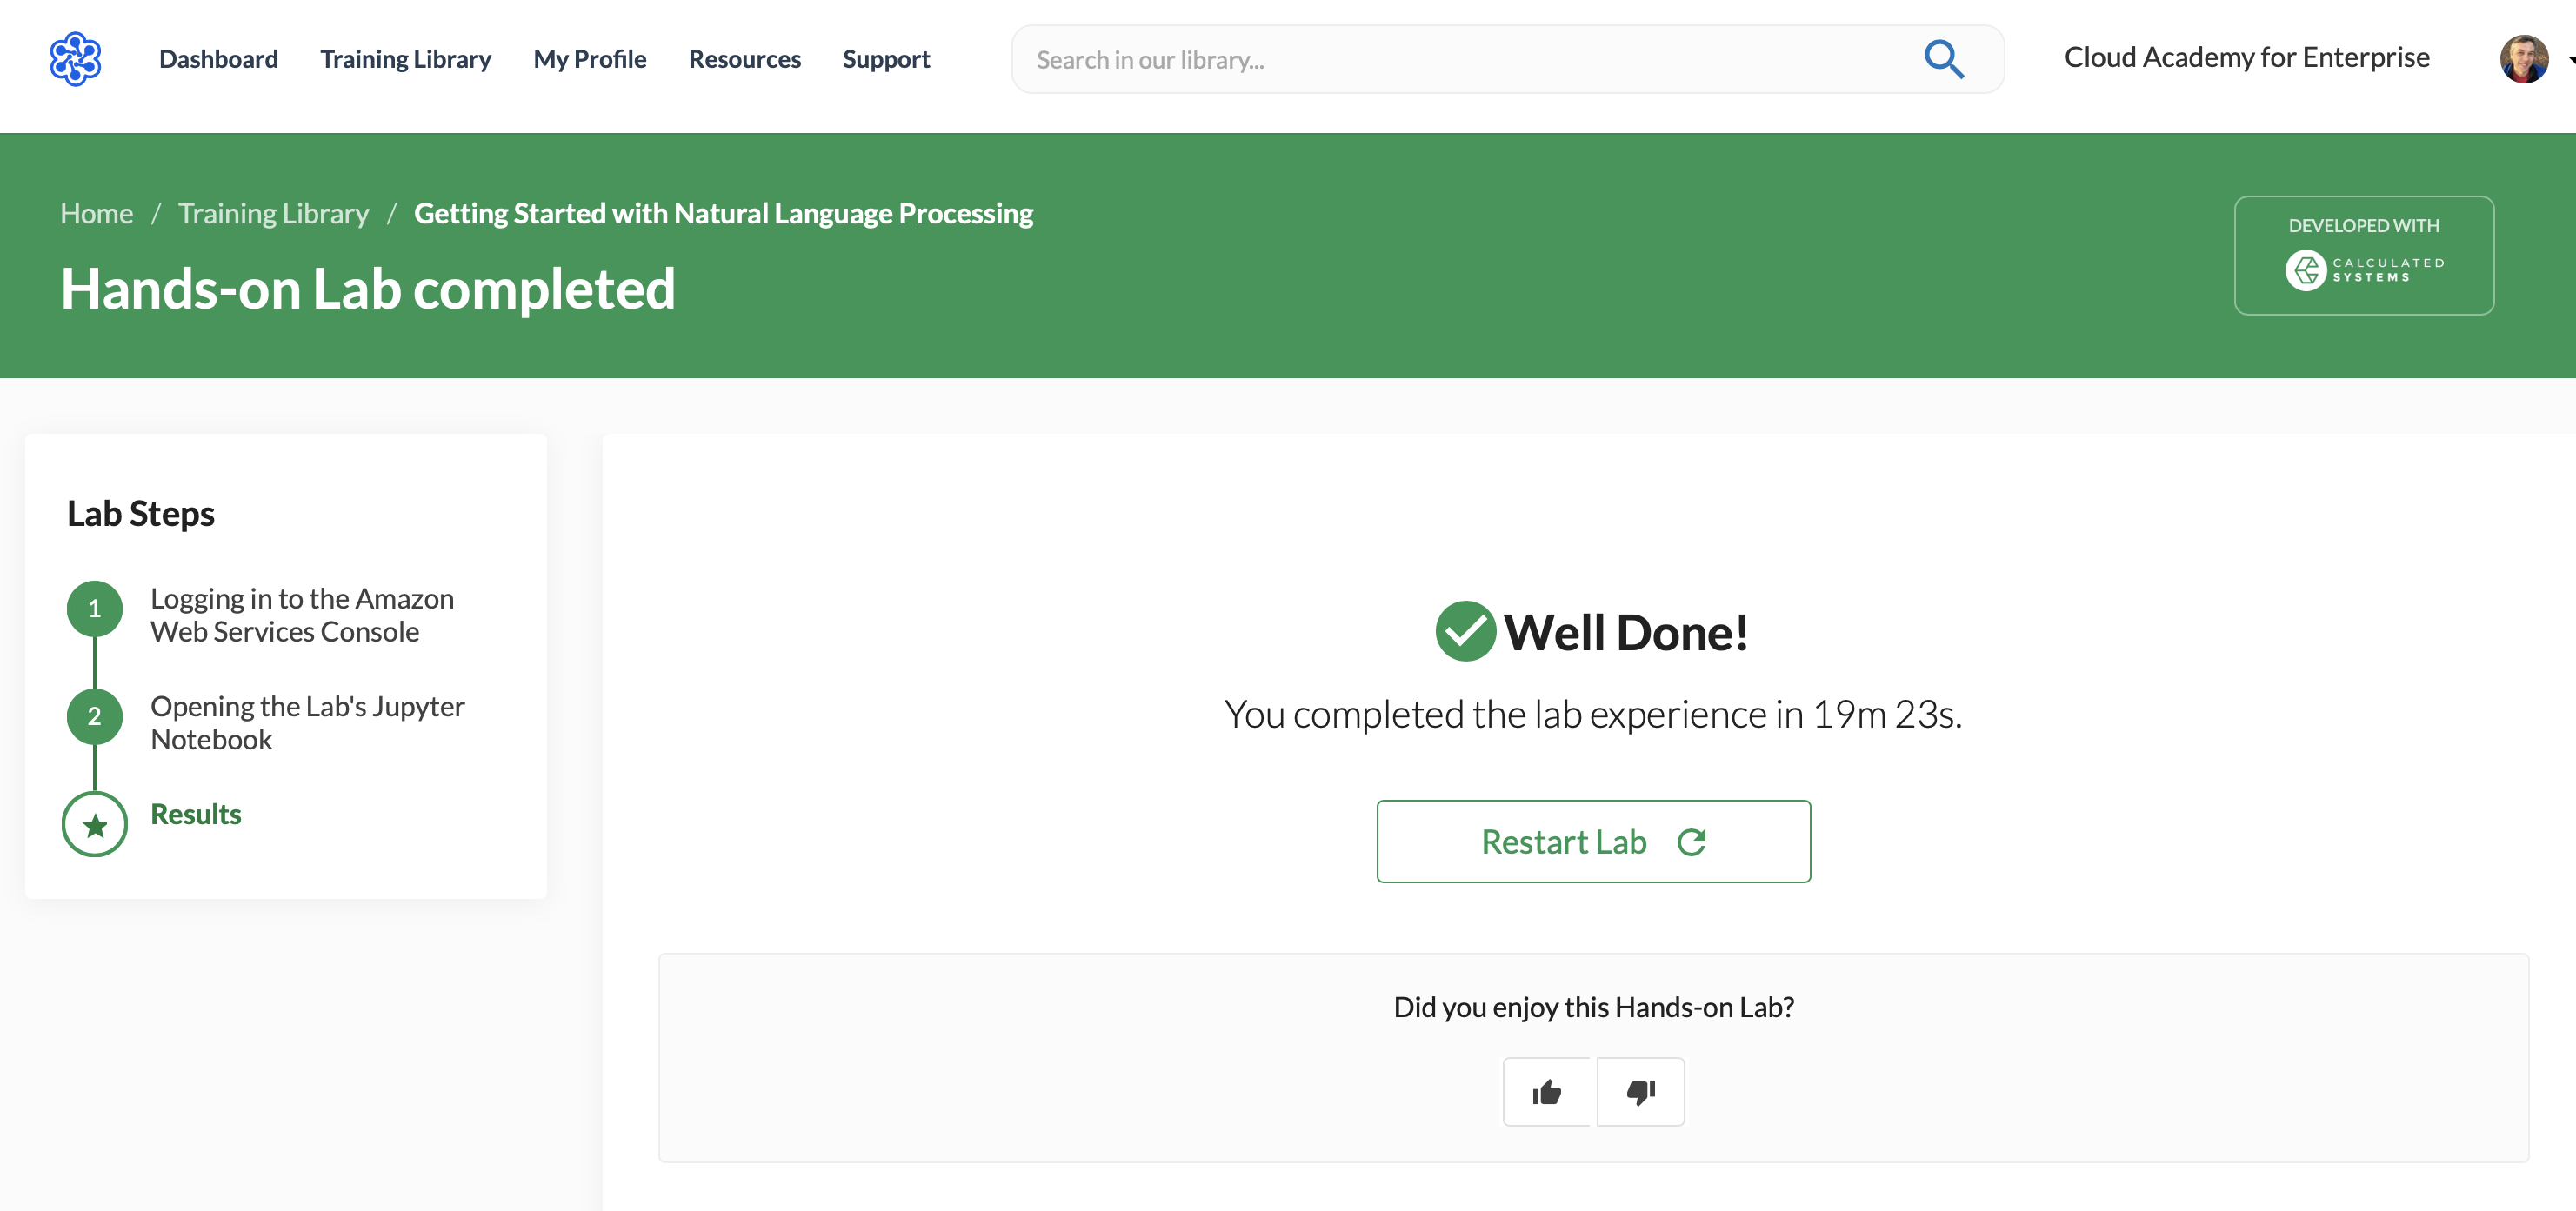 Dashboard
Training Library
My Profile
Resources
Support
Search in our library...
Cloud Academy for Enterprise
Home / Training Library / Getting Started with Natural Language Processing
Hands-on Lab completed
DEVELOPED WITH
CALCULATED
SYSTEMS
Lab Steps
1
Logging in to the Amazon
Web Services Console
2
Opening the Lab's Jupyter
Notebook
Results
Well Done!
You completed the lab experience in 19m 23s.
Restart Lab
Did you enjoy this Hands-on Lab?